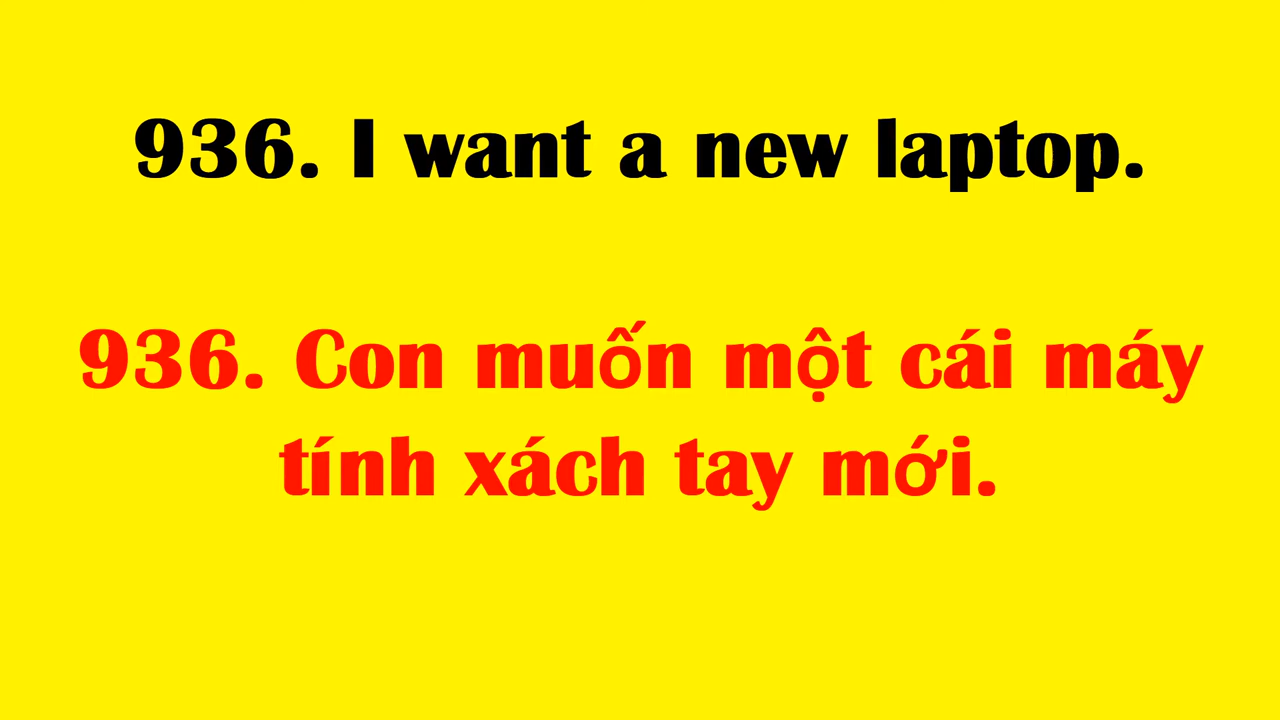 936. I want a new laptop.
936. Con muốn một cái máy
tính xách tay mới.